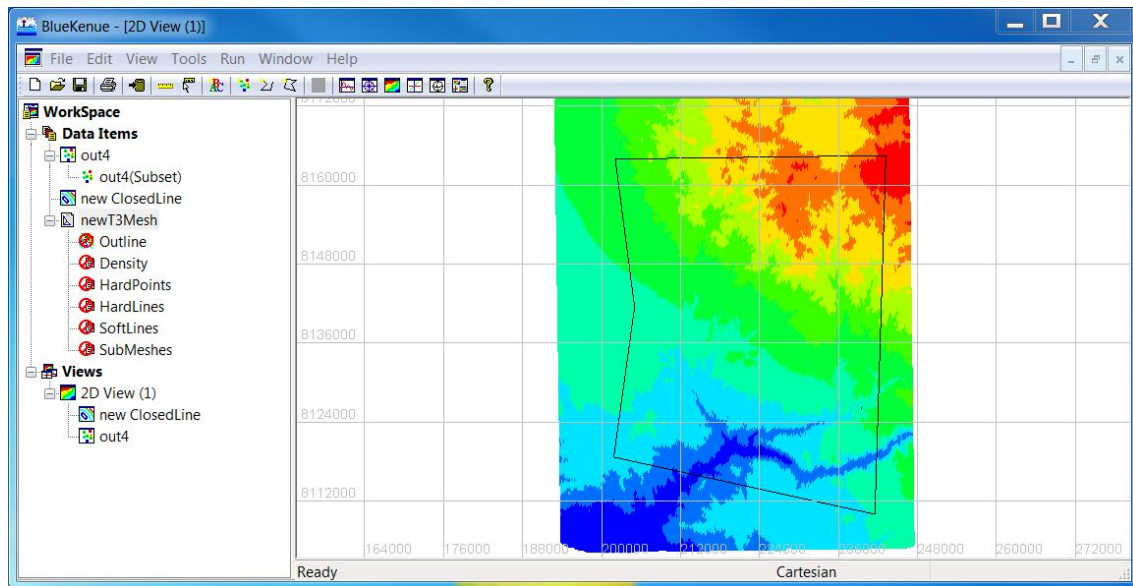 BlueKenue - [2D View (1)]
File Edit View Tools Run Window Help
WorkSpace
Data Items
out4
out4(Subset)
new ClosedLine
newT3Mesh
Outline
Density
HardPoints
HardLines
SoftLines
SubMeshes
Views
2D View (1)
new ClosedLine
out4
8172000
8160000
8148000
8136000
8124000
8112000
164000 176000 188000 200000 212000 224000 236000 248000 260000 272000
Ready Cartesian